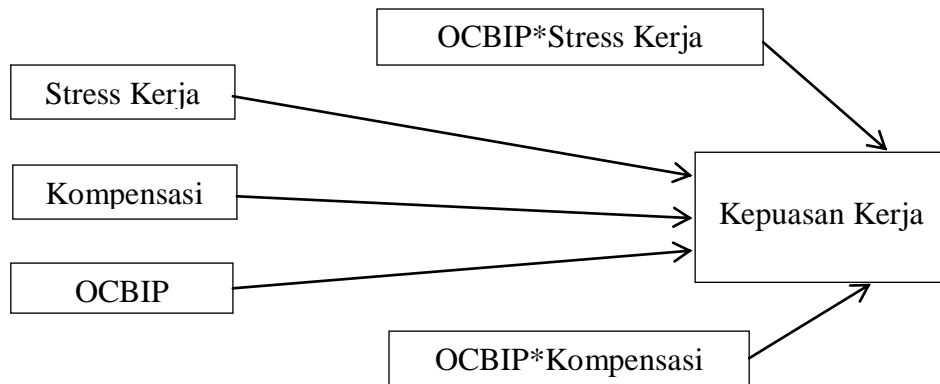 OCBIP*Stress Kerja
Stress Kerja
Kompensasi
Kepuasan Kerja
OCBIP
OCBIP*Kompensasi